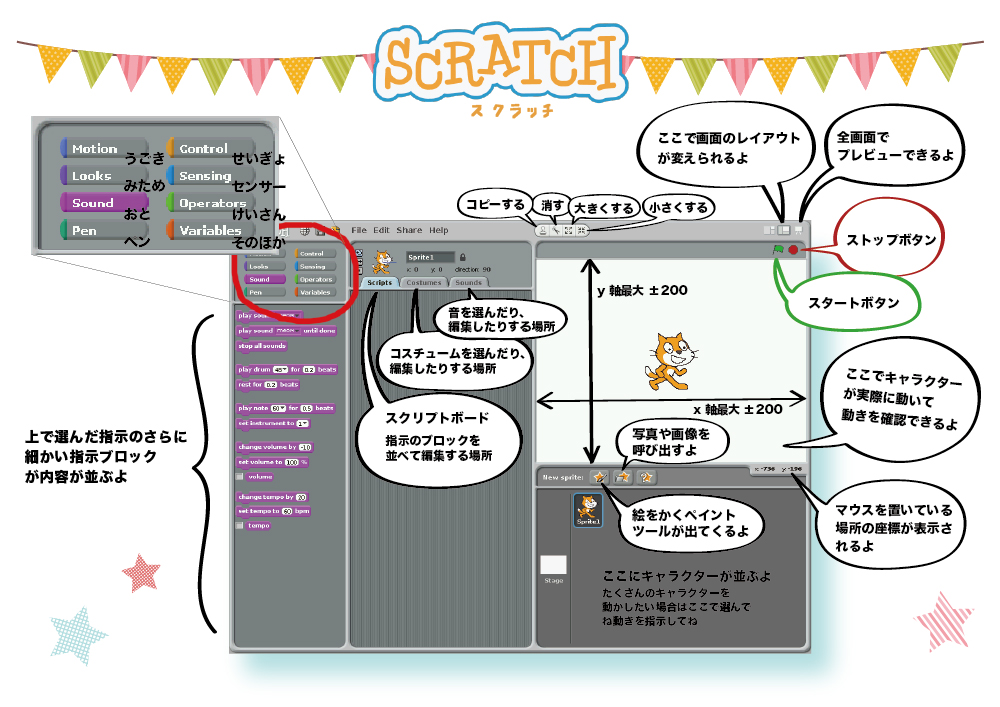 SCRATCH
スクラッチ
Motion
うごき
Control
せいぎょ
Looks
みため
Sensing
センサー
Sound
おと
Operators
けいさん
Pen
ペン
Variables
そのほか
コピーする
消す
大きくする
小さくする
ここで画面のレイアウト
が変えられるよ
全画面で
プレビューできるよ
ストップボタン
スタートボタン
File Edit Share Help
Control
Looks
Sensing
Sound
Operators
Pen
Variables
Sprite1
x: 0 y: 0 direction: 90
Scripts
Costumes
Sounds
音を選んだり、
編集したりする場所
コスチュームを選んだり、
編集したりする場所
スクリプトボード
指示のブロックを
並べて編集する場所
y 軸最大 ±200
x 軸最大 ±200
play sound
play sound meow until done
stop all sounds
play drum 48 for 0.2 beats
rest for 0.2 beats
play note 60 for 0.5 beats
set instrument to 1
change volume by -10
set volume to 100 %
volume
change tempo by 20
set tempo to 60 bpm
tempo
上で選んだ指示のさらに
細かい指示ブロック
が内容が並ぶよ
ここでキャラクター
が実際に動いて
動きを確認できるよ
写真や画像を
呼び出すよ
New sprite:
x: -736 y: -196
絵をかくペイント
ツールが出てくるよ
マウスを置いている
場所の座標が表示さ
れるよ
Sprite1
Stage
ここにキャラクターが並ぶよ
たくさんのキャラクターを
動かしたい場合はここて選んて
ね動きを指示してね